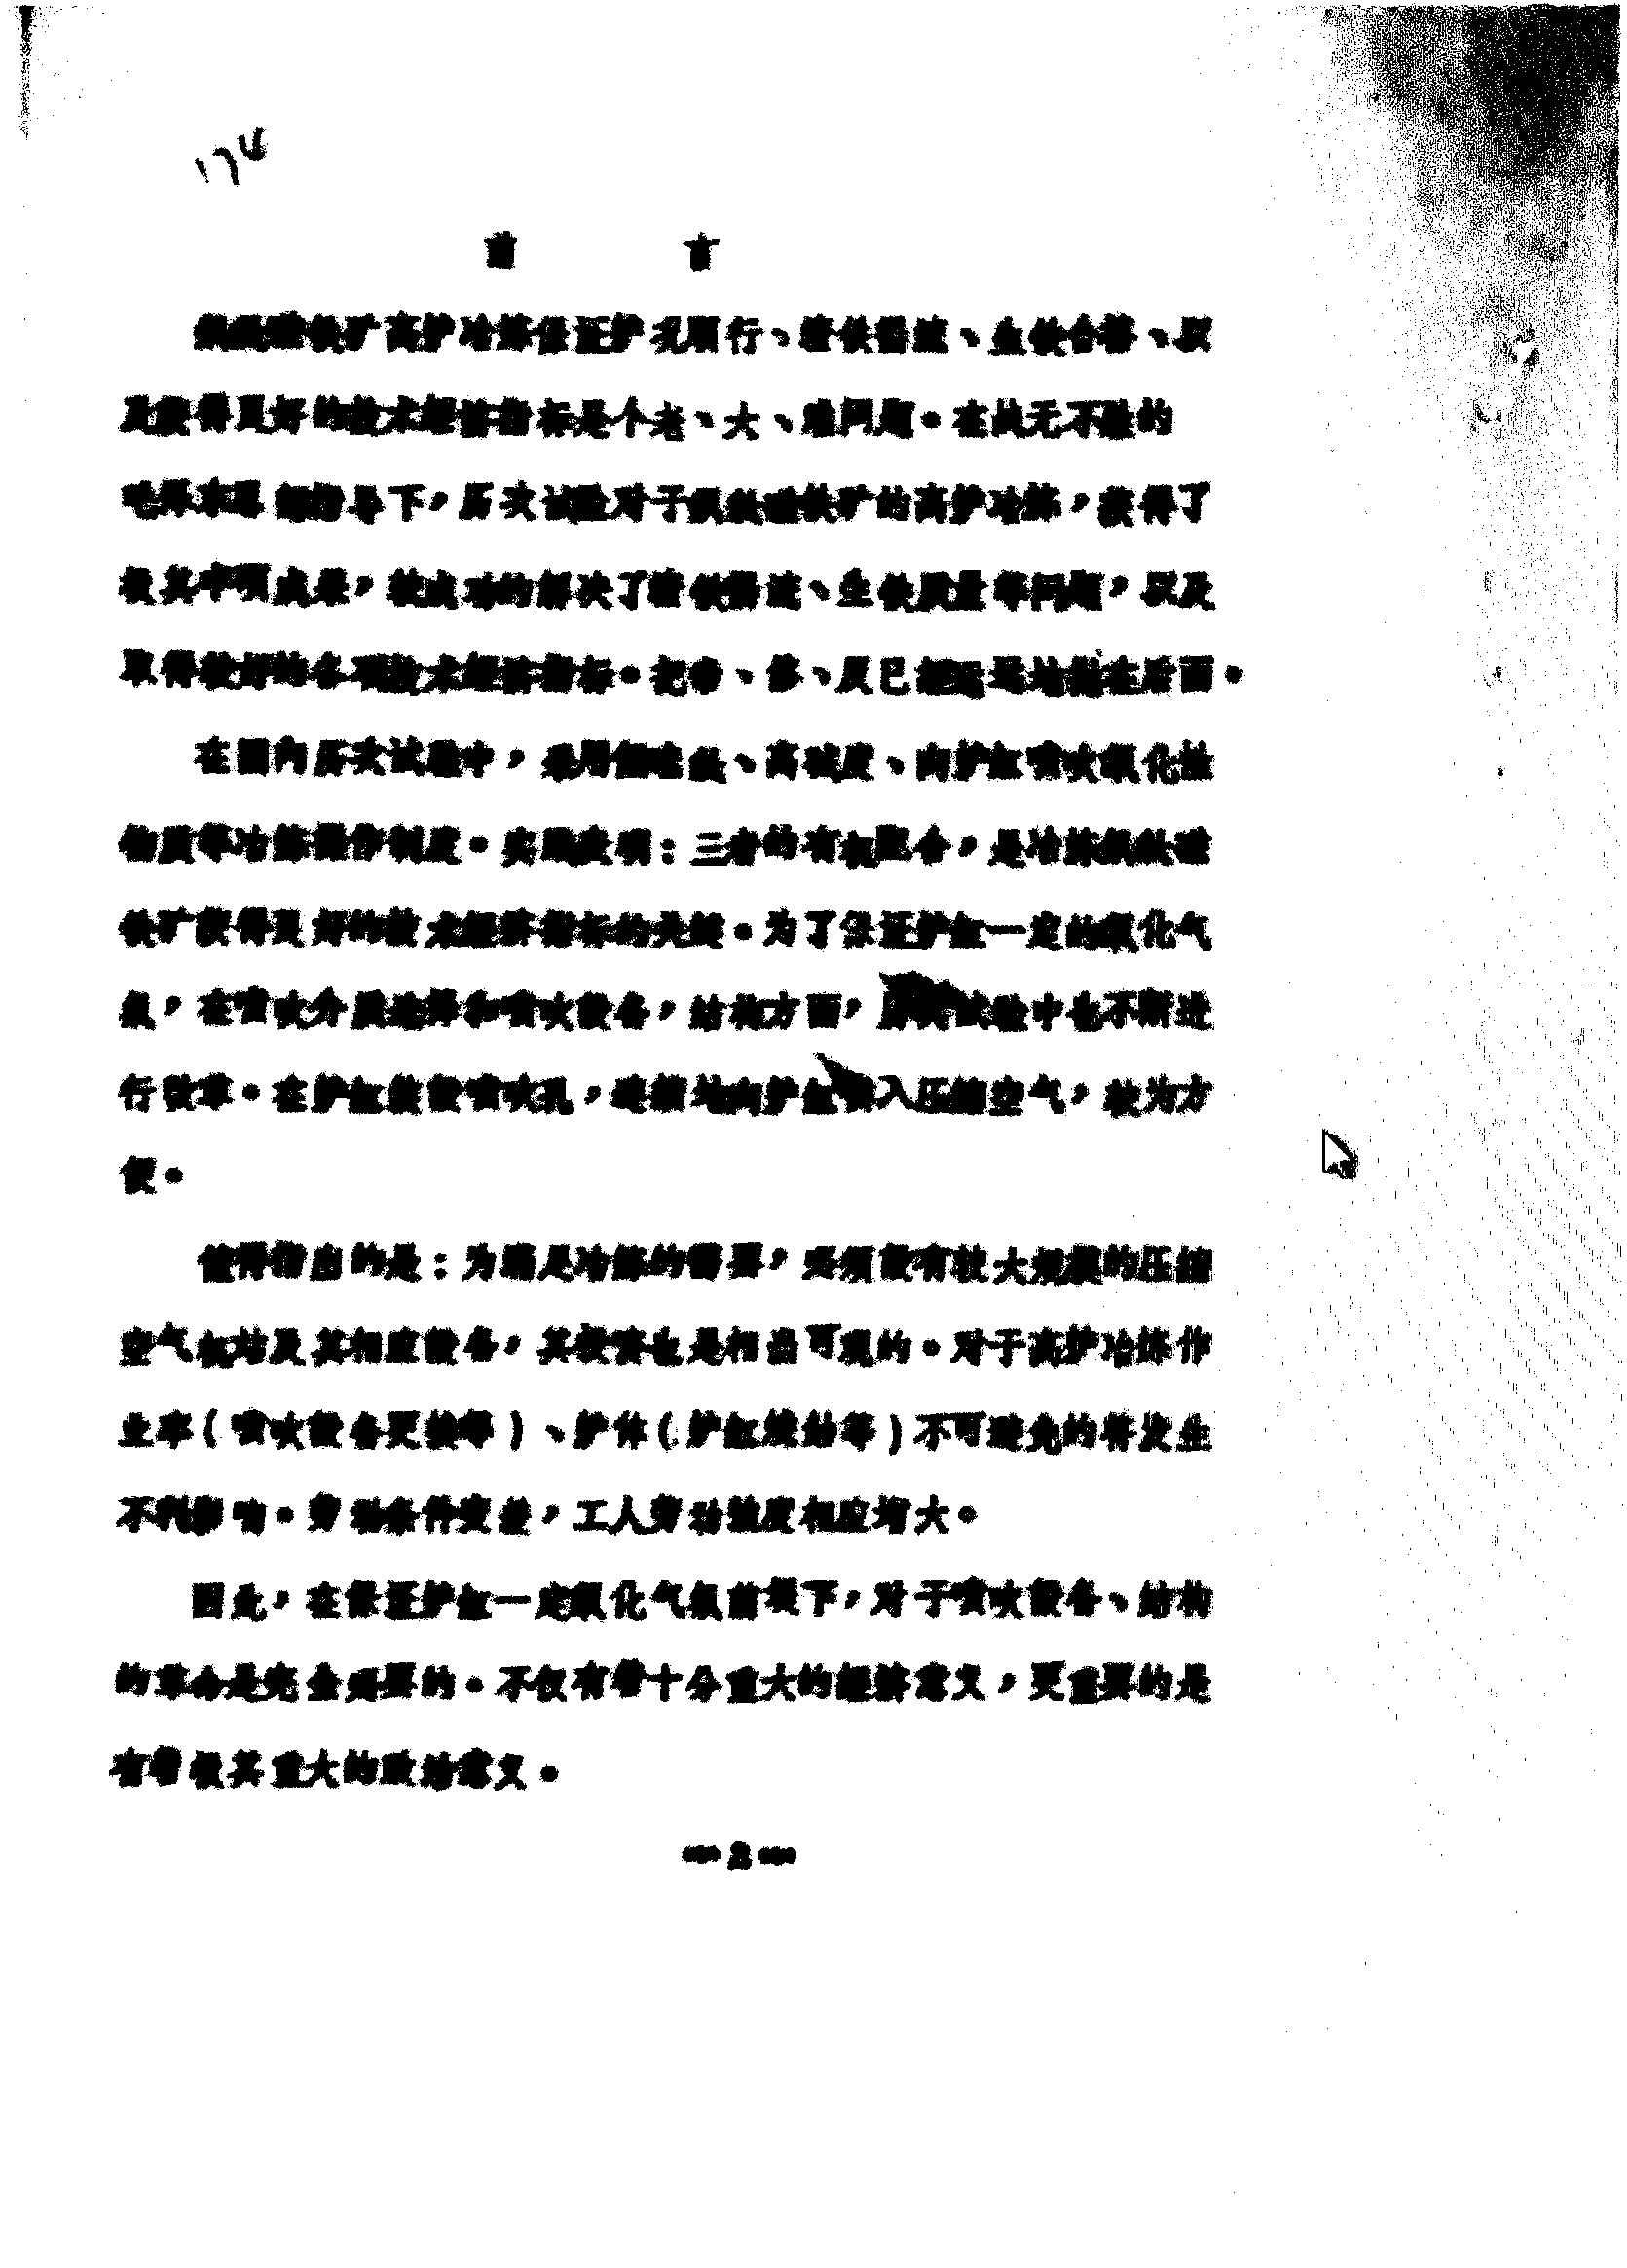 174
前 言
钒钛磁铁矿高炉冶炼保证炉况顺行、渣铁畅流、生铁合格、以
及获得良好的技术经济指标是个老、大、难问题。在战无不胜的
毛泽东思想指导下，历次试验对于钒钛磁铁矿的高炉冶炼，获得了
极其丰硕成果，较成功的解决了渣铁畅流、生铁质量等问题，以及
取得较好的各项技术经济指标。把帝、修、反已远远地抛在后面。
在国内历次试验中，采用、高碱度、向炉缸喷吹氧化性
物质等冶炼操作制度。实践表明：三者的有机配合，是冶炼钒钛磁
铁矿获得良好的技术经济指标的关键。为了保证炉缸一定的氧化气
氛，在喷吹介质选择和喷吹设备，结构方面，历次试验中也不断进
行改革。在炉缸装设喷吹孔，连续地向炉缸喷入压缩空气，较为方
便。
值得指出的是：为满足冶炼的需要，必须设有较大规模的压缩
空气机站及其相应设备，其投资也是相当可观的。对于高炉冶炼作
业率（喷吹设备更换等）、炉体（炉缸烧结等）不可避免的将发生
不利影响。劳动条件变差，工人劳动强度相应增大。
因此，在保证炉缸一定氧化气氛前提下，对于喷吹设备、结构
的革命是完全必要的。不仅有着十分重大的经济意义，更重要的是
有着极其重大的政治意义。
—2—